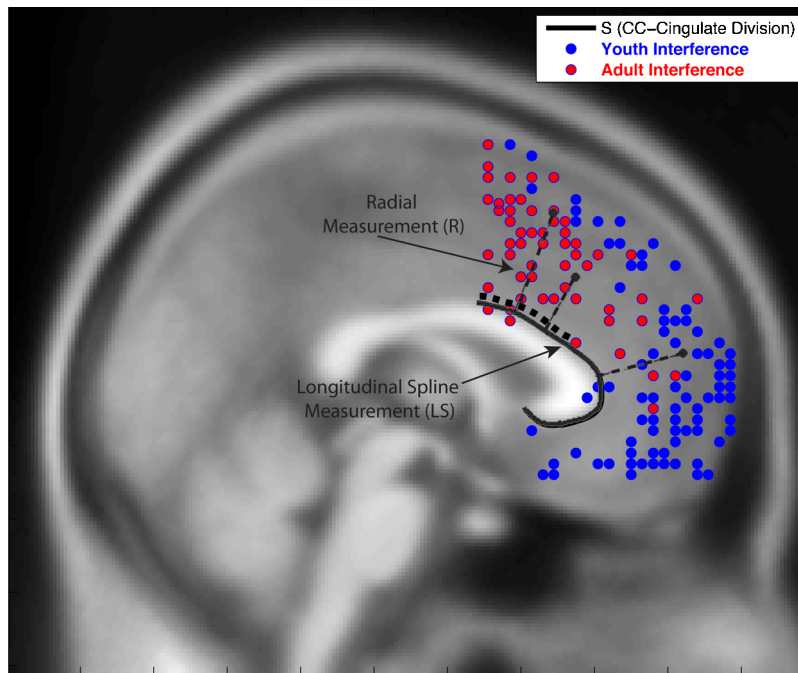 S (CC–Cingulate Division)
Youth Interference
Adult Interference
Radial
Measurement (R)
Longitudinal Spline
Measurement (LS)